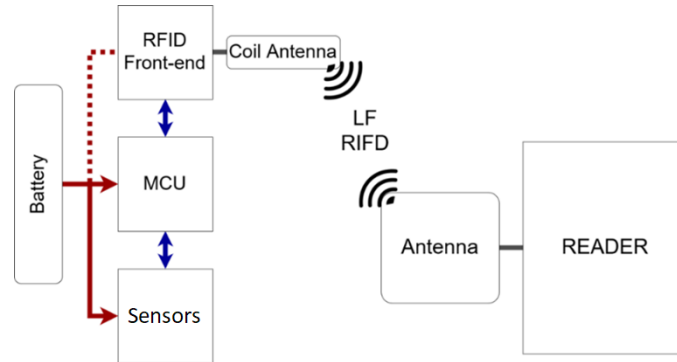 RFID
Front-end
Coil Antenna
LF
RIFD
Battery
MCU
Antenna
READER
Sensors